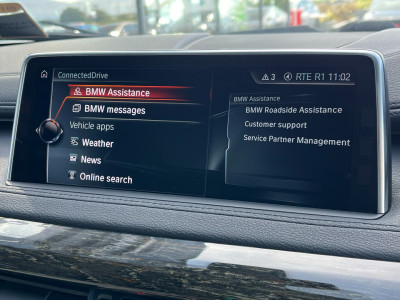 ConnectedDrive
3 RTE R1 11:02
BMW Assistance
BMW messages
Vehicle apps
Weather
News
Online search
BMW Assistance
BMW Roadside Assistance
Customer support
Service Partner Management